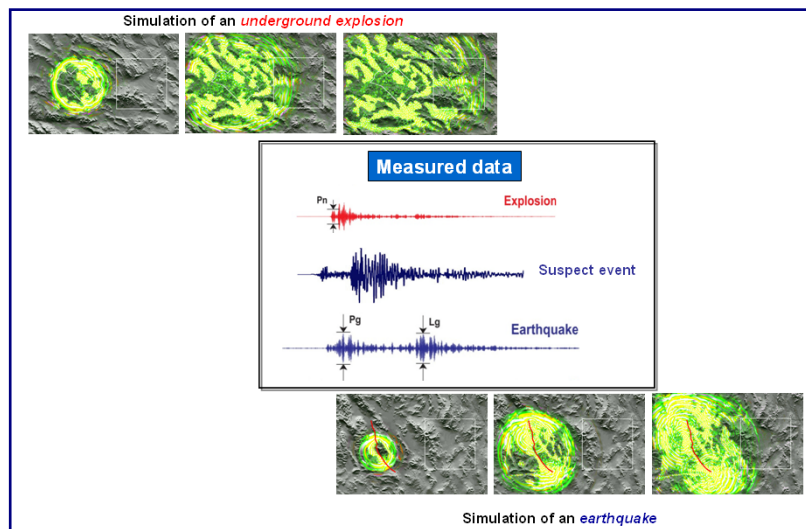 Simulation of an underground explosion
Measured data
Pn
Explosion
Suspect event
Pg
Lg
Earthquake
Simulation of an earthquake